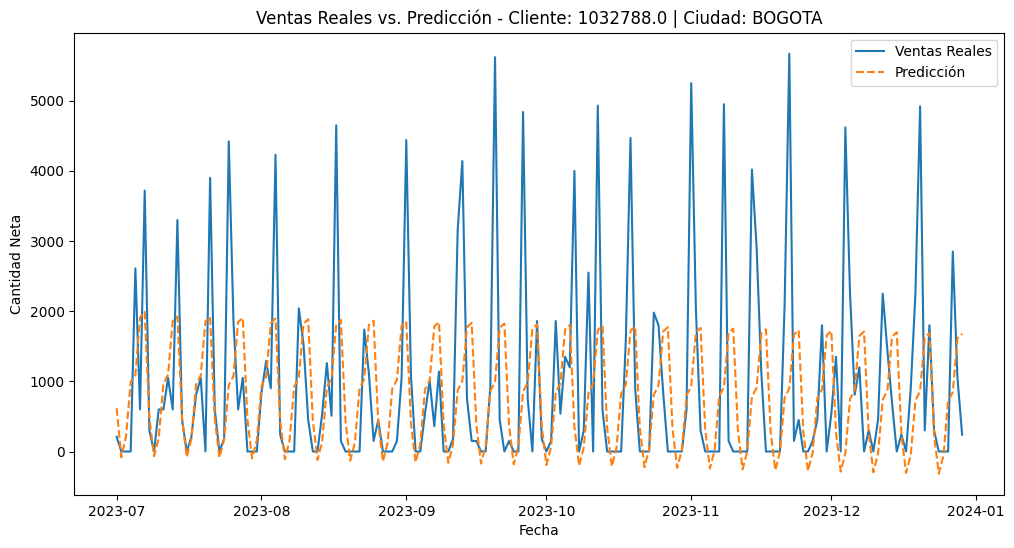 Ventas Reales vs. Predicción - Cliente: 1032788.0 | Ciudad: BOGOTA
Ventas Reales
Predicción
Cantidad Neta
5000
4000
3000
2000
1000
0
2023-07
2023-08
2023-09
2023-10
2023-11
2023-12
2024-01
Fecha